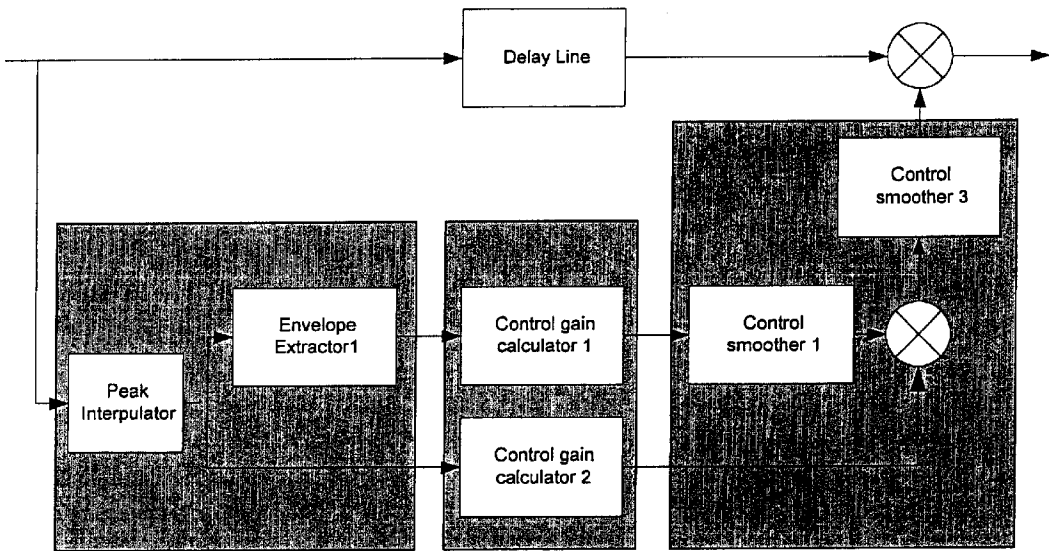 Delay Line
Control
smoother 3
Envelope
Extractor1
Control gain
calculator 1
Control
smoother 1
Peak
Interpulator
Control gain
calculator 2